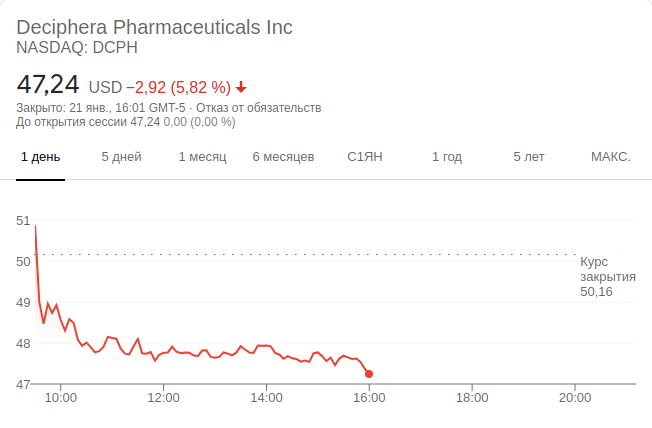 Deciphera Pharmaceuticals Inc
NASDAQ: DCPH
47,24 USD −2,92 (5,82 %)
Закрыто: 21 янв., 16:01 GMT-5 · Отказ от обязательств
До открытия сессии 47,24 0,00 (0,00 %)
1 день 5 дней 1 месяц 6 месяцев С1ЯН 1 год 5 лет МАКС.
51
50
Курс
закрытия
50,16
49
48
47
10:00 12:00 14:00 16:00 18:00 20:00